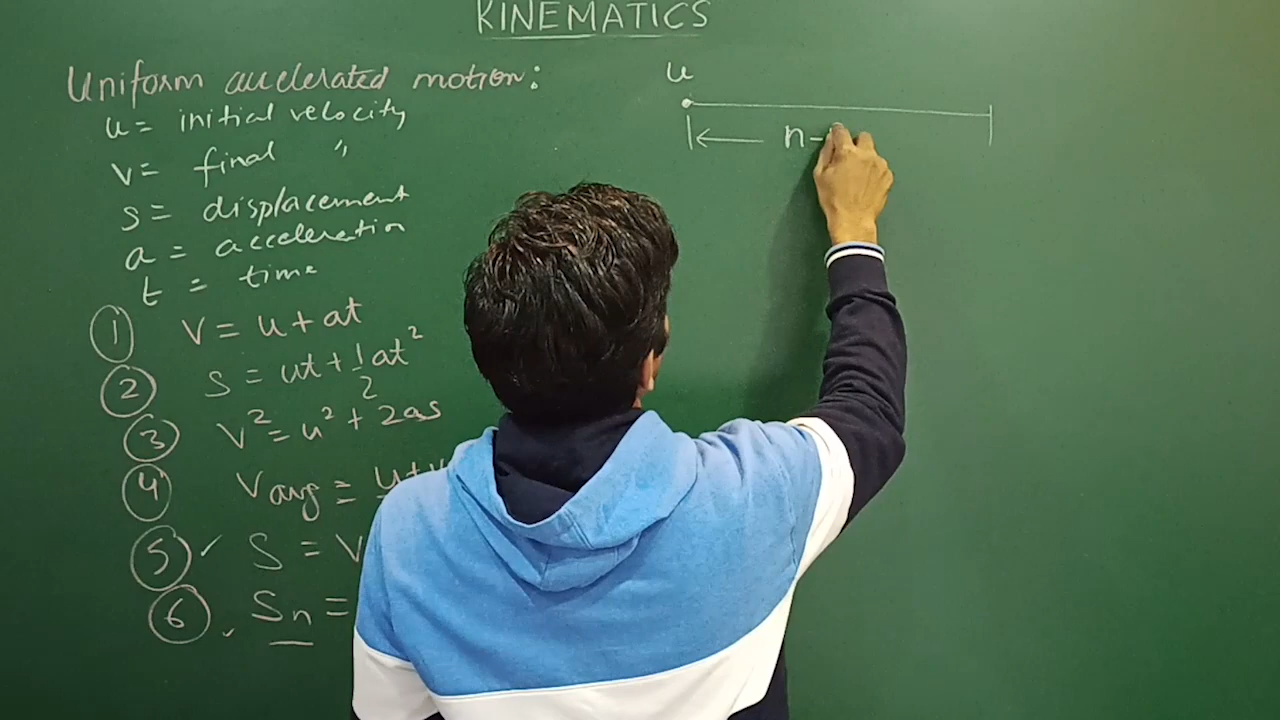 KINEMATICS
Uniform accelerated motion:
u = initial velocity
v = final "
s = displacement
a = acceleration
t = time
1 v = u + at
2 s = ut + 1/2 at²
3 v² = u² + 2as
4 Vavg = u+v
5 ✓ S = v
6 ✓ Sn =
u
n-